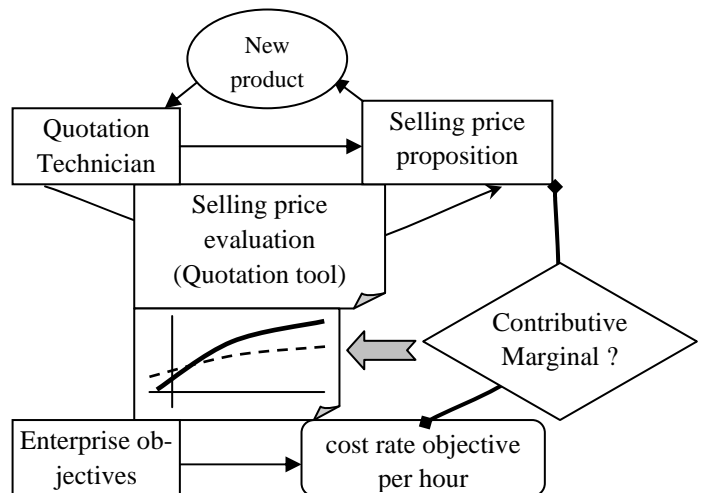 New
product
Quotation
Technician
Selling price
proposition
Selling price
evaluation
(Quotation tool)
Contributive
Marginal ?
Enterprise ob-
jectives
cost rate objective
per hour